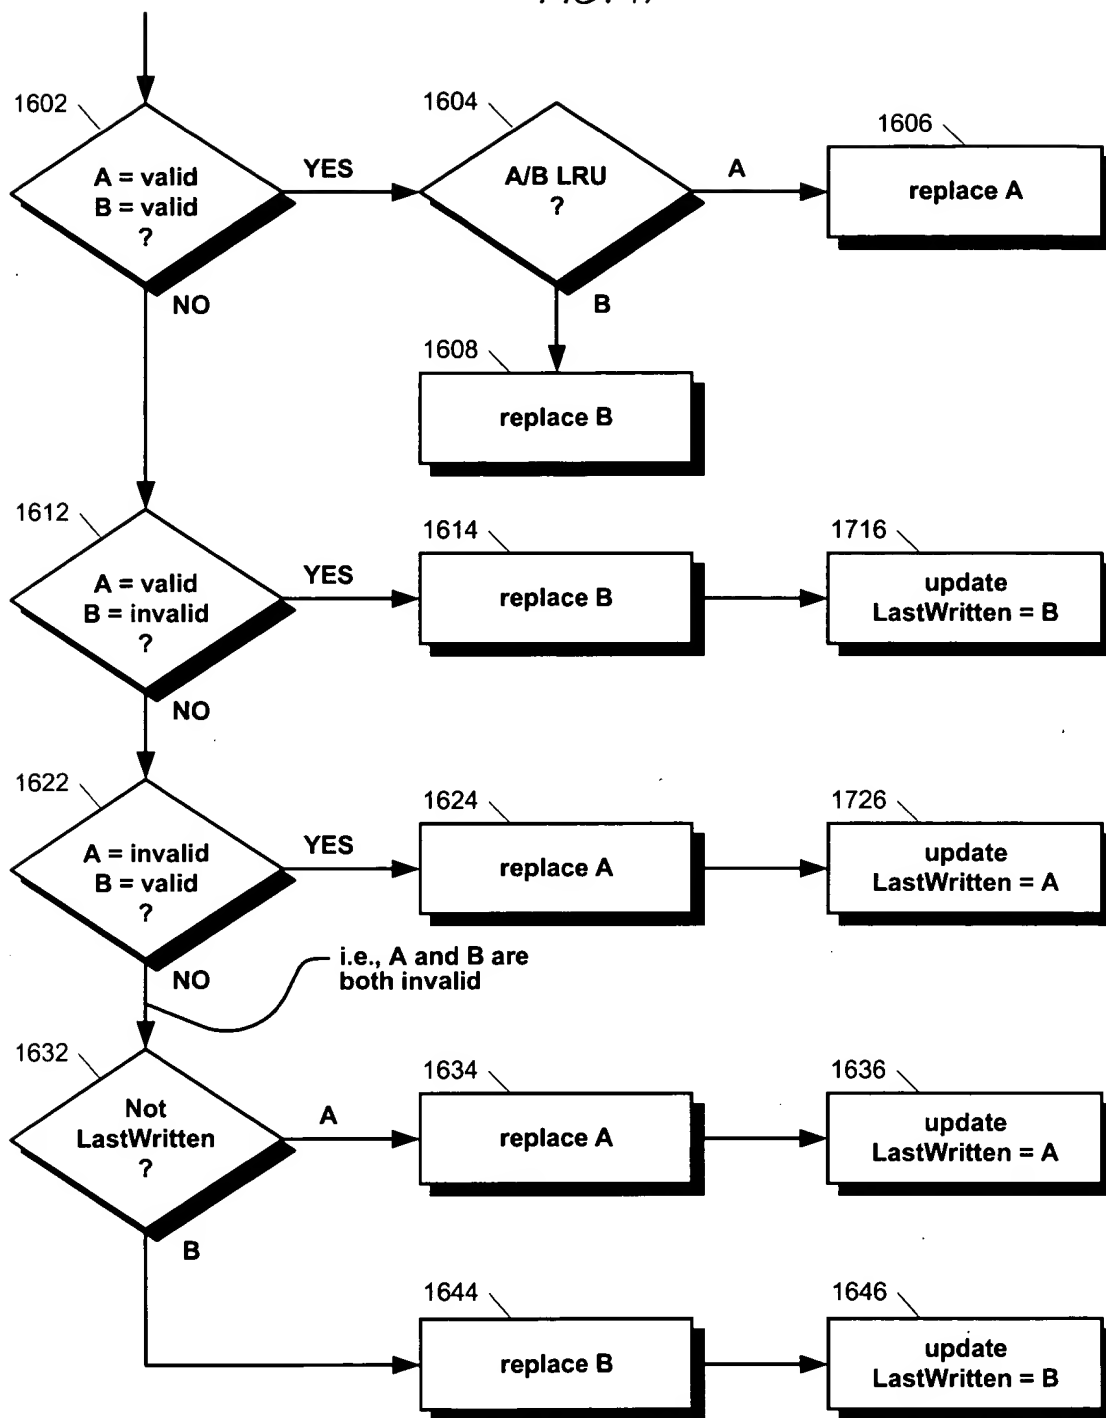 1602
A = valid
B = valid
?
YES
NO
1604
A/B LRU
?
A
B
1606
replace A
1608
replace B
1612
A = valid
B = invalid
?
YES
NO
1614
replace B
1716
update
LastWritten = B
1622
A = invalid
B = valid
?
YES
NO
1624
replace A
1726
update
LastWritten = A
i.e., A and B are
both invalid
1632
Not
LastWritten
?
A
B
1634
replace A
1636
update
LastWritten = A
1644
replace B
1646
update
LastWritten = B